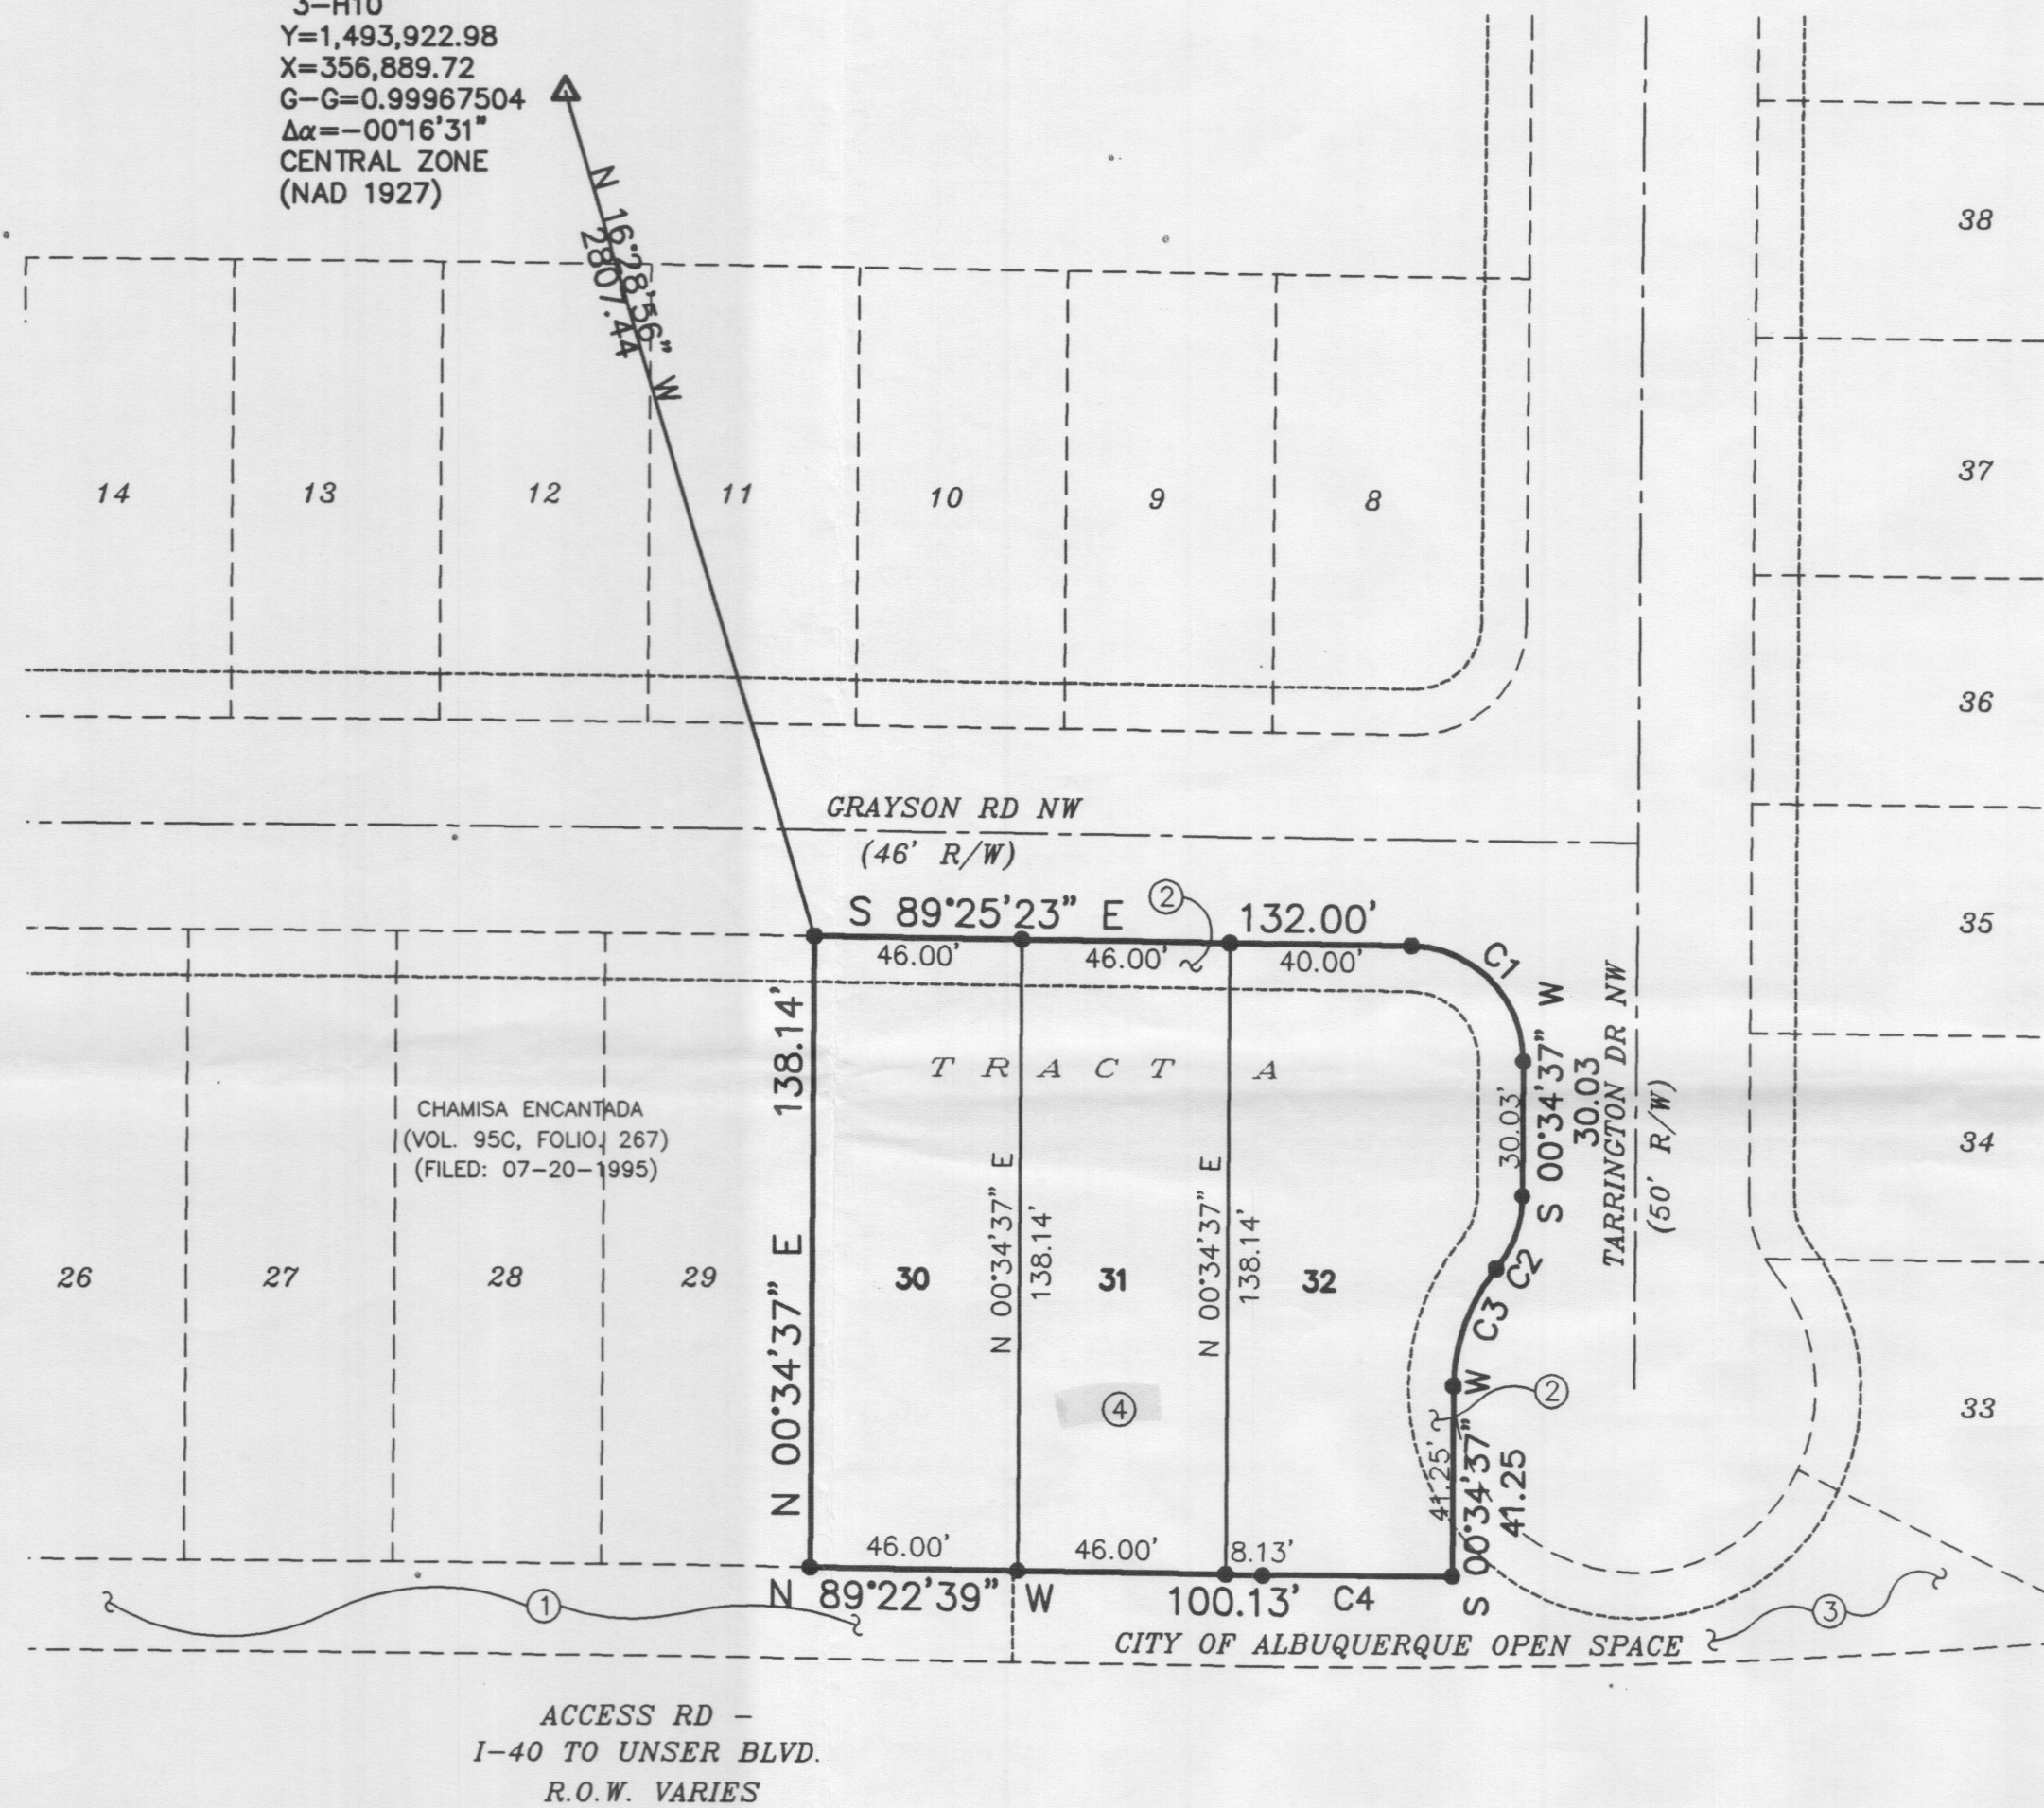 3-H10
Y=1,493,922.98
X=356,889.72
G-G=0.99967504
Δα=-00°16'31"
CENTRAL ZONE
(NAD 1927)
N 16°28'56" W
2807.44
38
37
36
35
34
33
14
13
12
11
10
9
8
GRAYSON RD NW
(46' R/W)
S 89°25'23" E
2
132.00'
46.00'
46.00'
40.00'
C1
TRACT A
138.14'
N 00°34'37" E
CHAMISA ENCANTADA
(VOL. 95C, FOLIO. 267)
(FILED: 07-20-1995)
N 00°34'37" E
138.14'
N 00°34'37" E
138.14'
30.03'
S 00°34'37" W
30.03
TARRINGTON DR NW
(50' R/W)
26
27
28
29
30
31
32
C2
C3
4
2
41.25'
S 00°34'37" W
41.25
46.00'
46.00'
8.13'
N 89°22'39" W
100.13'
C4
1
3
CITY OF ALBUQUERQUE OPEN SPACE
ACCESS RD -
I-40 TO UNSER BLVD.
R.O.W. VARIES